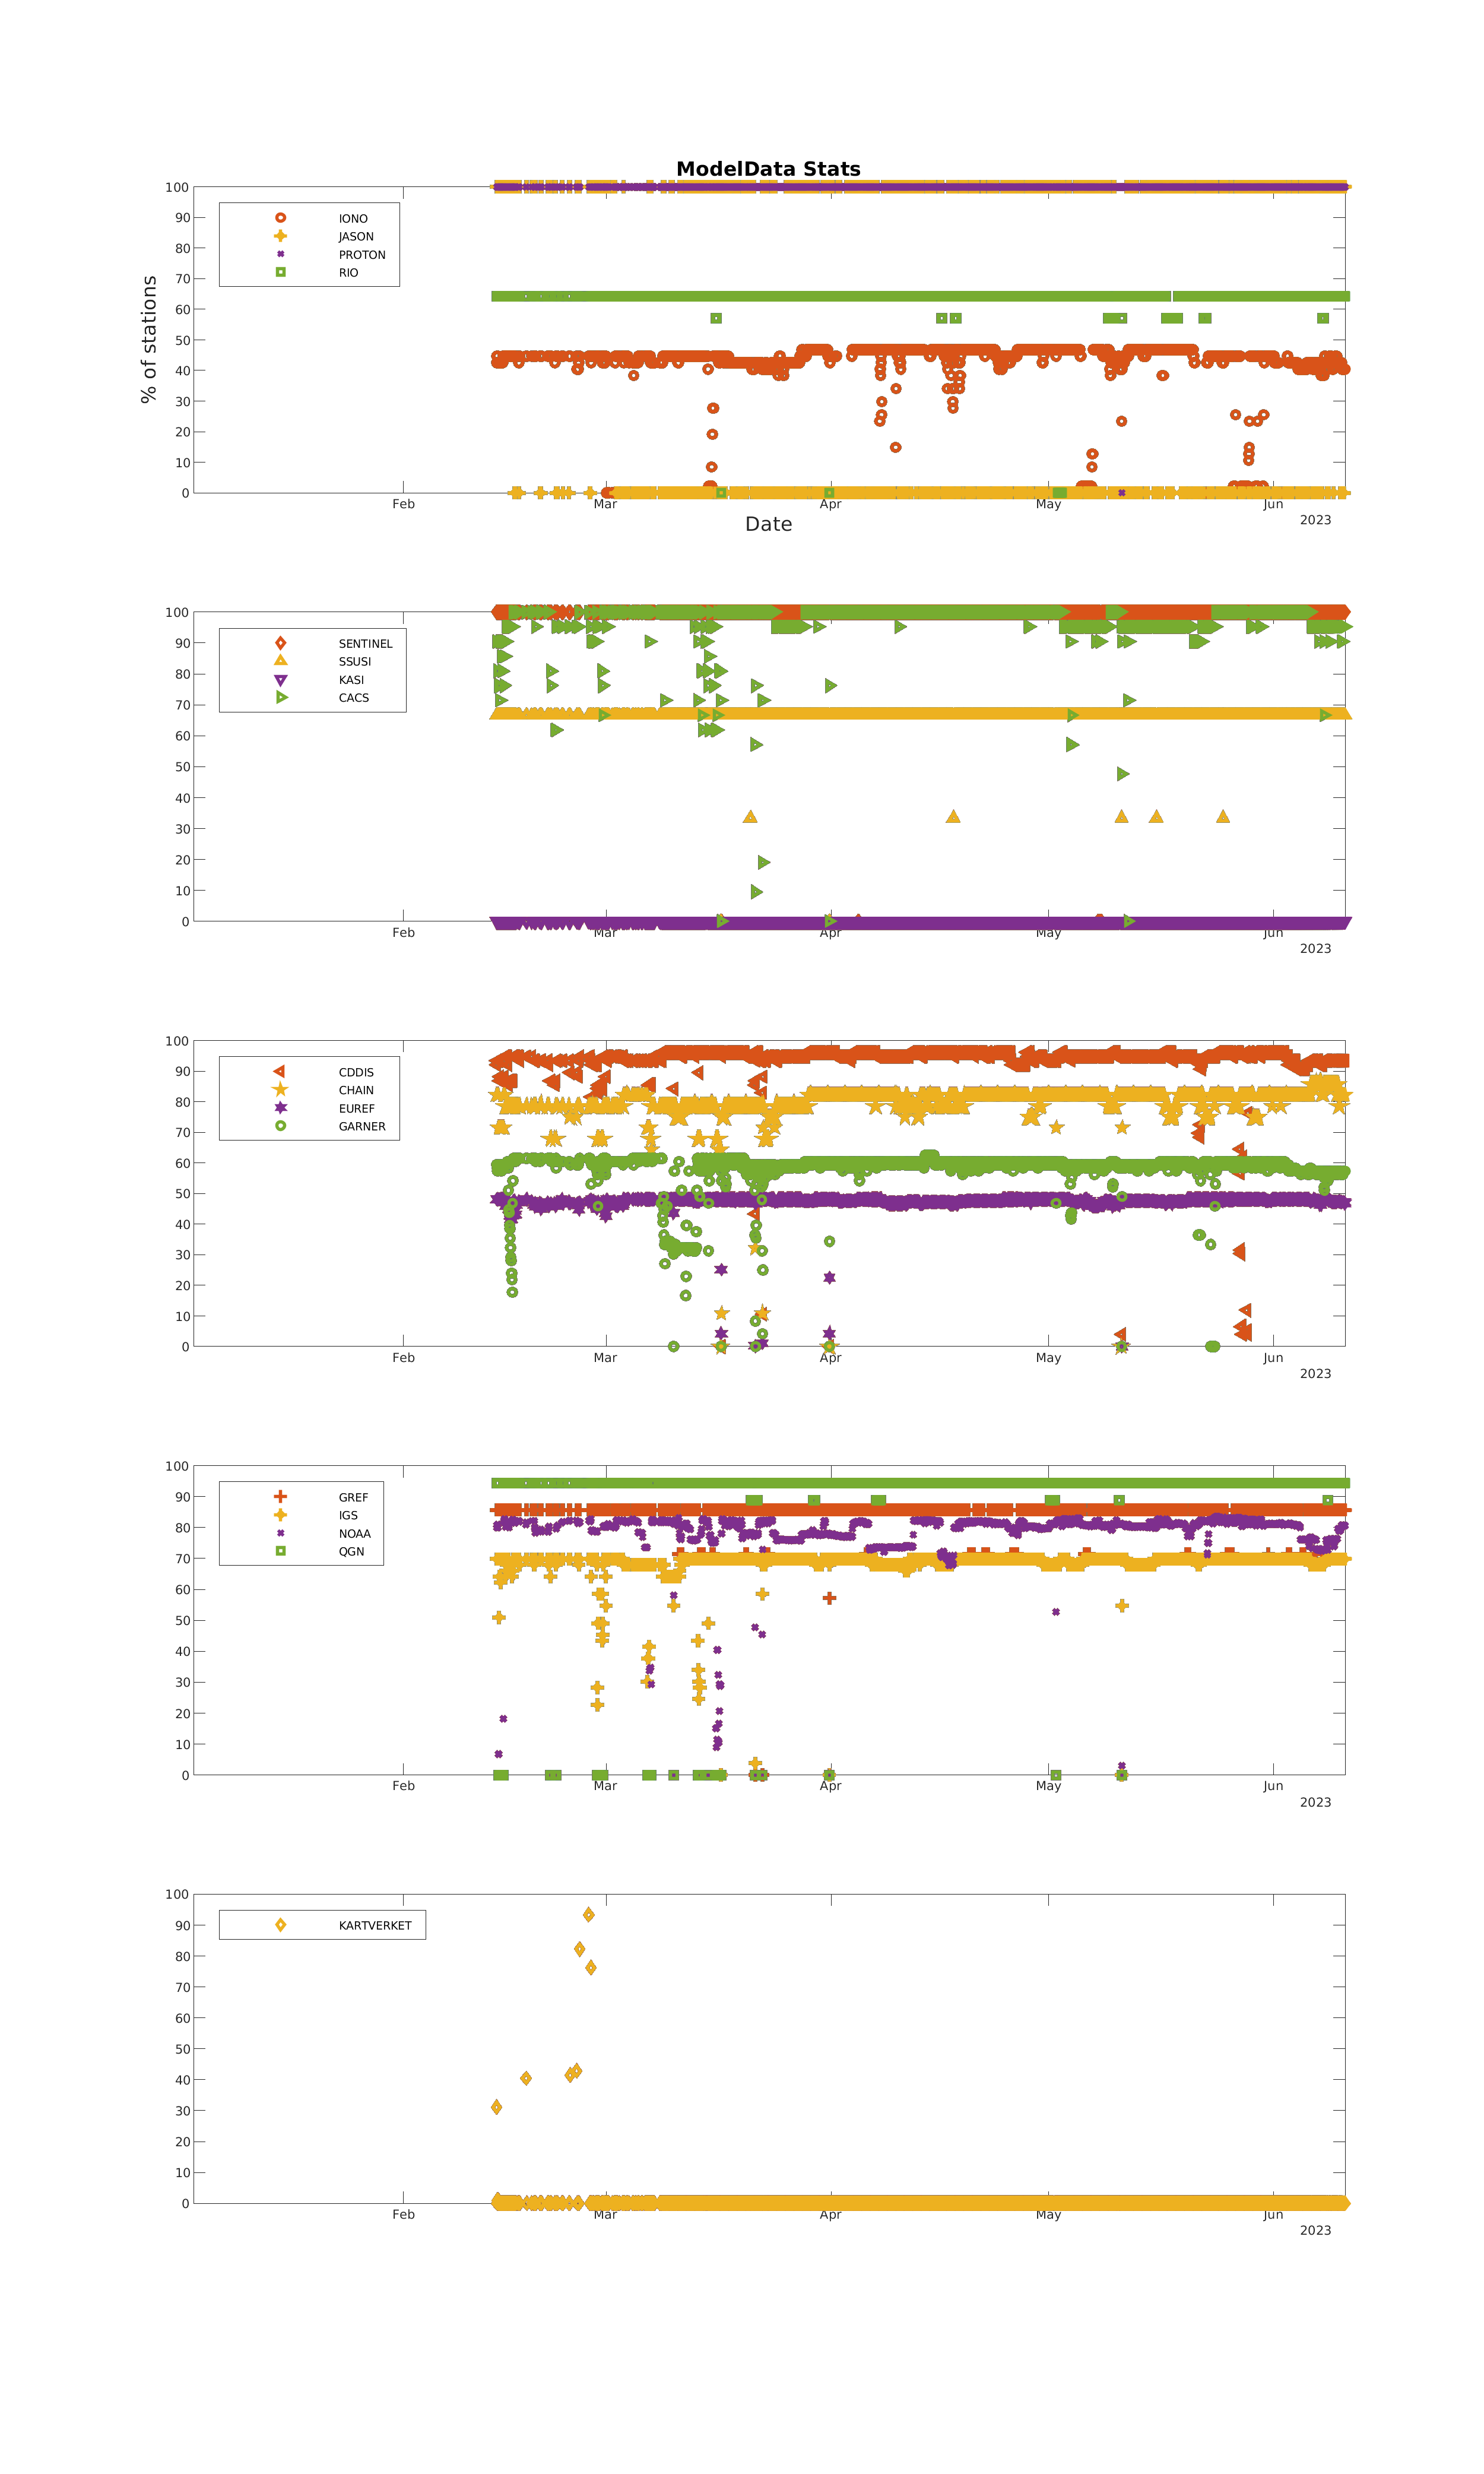 ModelData Stats
100
90
80
70
60
50
40
30
20
10
0
% of stations
IONO
JASON
PROTON
RIO
Feb Mar Apr May Jun
2023
Date
100
90
80
70
60
50
40
30
20
10
0
SENTINEL
SSUSI
KASI
CACS
Feb Mar Apr May Jun
2023
100
90
80
70
60
50
40
30
20
10
0
CDDIS
CHAIN
EUREF
GARNER
Feb Mar Apr May Jun
2023
100
90
80
70
60
50
40
30
20
10
0
GREF
IGS
NOAA
QGN
Feb Mar Apr May Jun
2023
100
90
80
70
60
50
40
30
20
10
0
KARTVERKET
Feb Mar Apr May Jun
2023